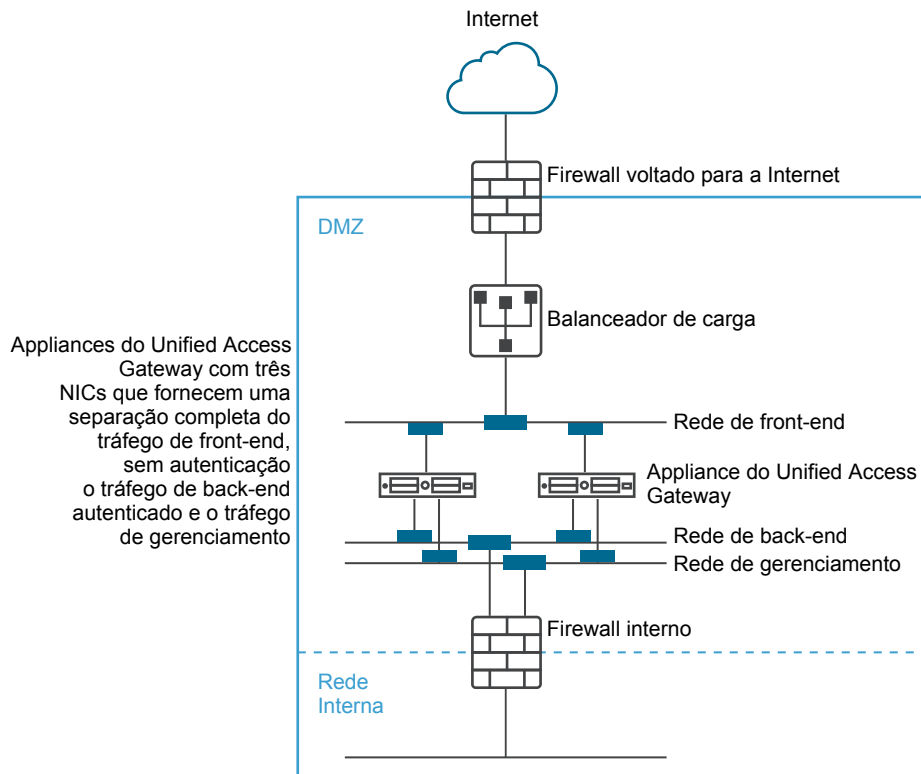 Internet
Firewall voltado para a Internet
DMZ
Balanceador de carga
Appliances do Unified Access
Gateway com três
NICs que fornecem uma
separação completa do
tráfego de front-end,
sem autenticação
o tráfego de back-end
autenticado e o tráfego
de gerenciamento
Rede de front-end
Appliance do Unified Access
Gateway
Rede de back-end
Rede de gerenciamento
Firewall interno
Rede
Interna